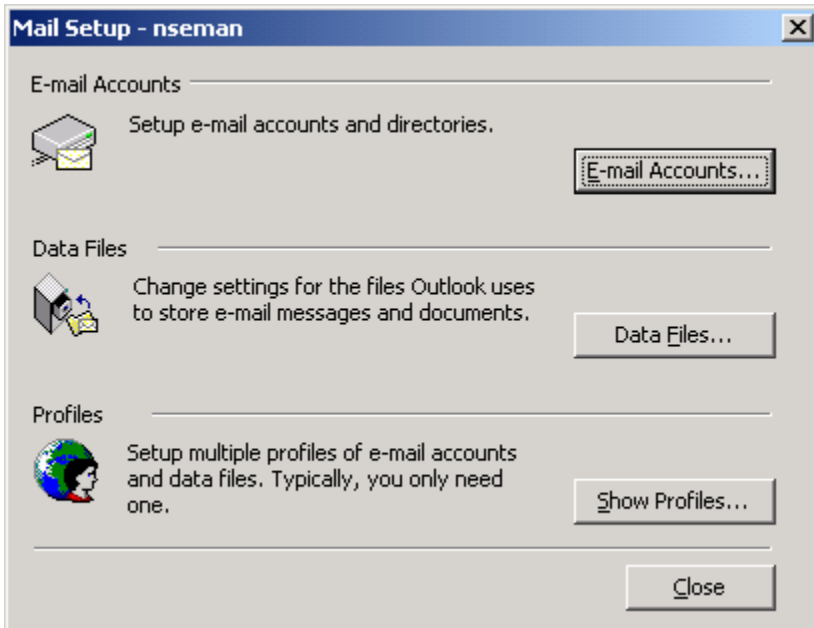 Mail Setup - nseman
E-mail Accounts
Setup e-mail accounts and directories.
E-mail Accounts...
Data Files
Change settings for the files Outlook uses
to store e-mail messages and documents.
Data Files...
Profiles
Setup multiple profiles of e-mail accounts
and data files. Typically, you only need
one.
Show Profiles...
Close